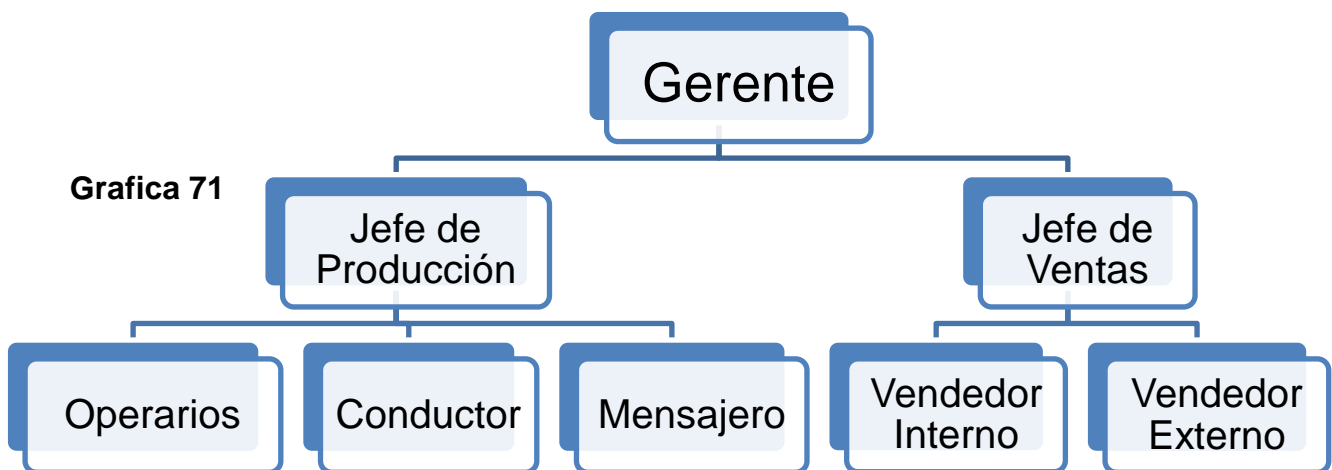 Gerente
Grafica 71
Jefe de
Producción
Jefe de
Ventas
Operarios
Conductor
Mensajero
Vendedor
Interno
Vendedor
Externo